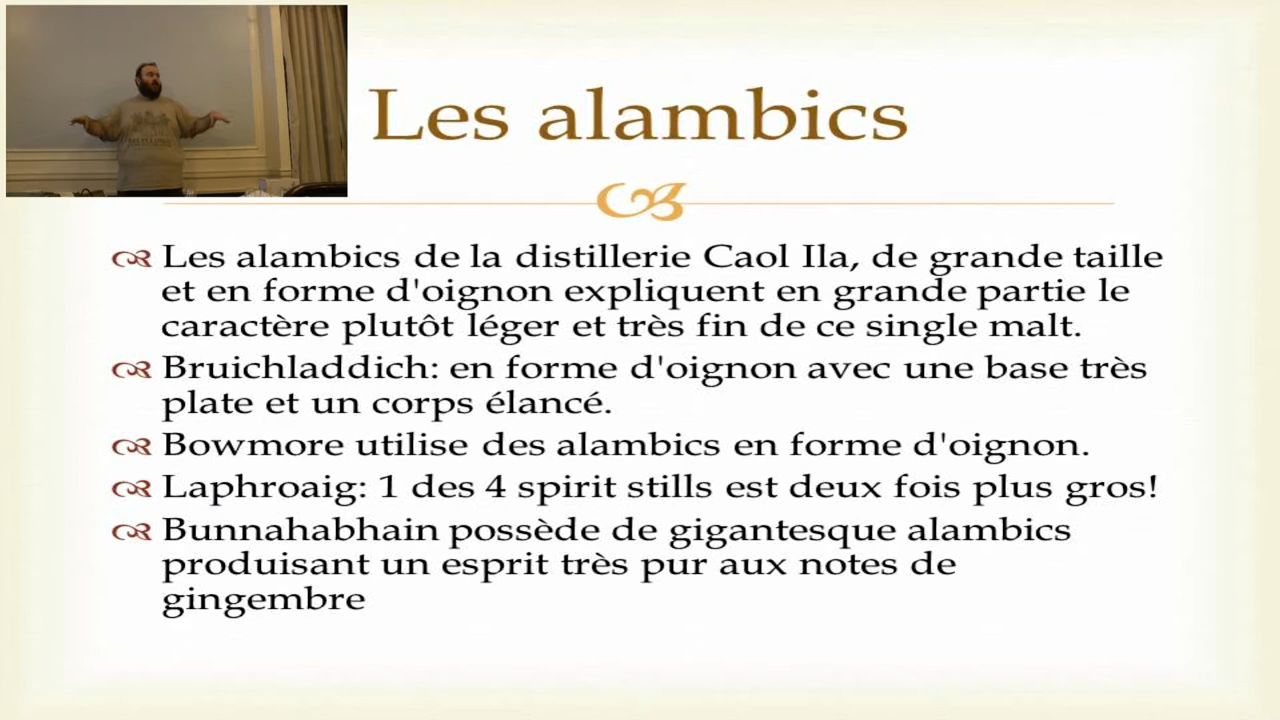 Les alambics
Les alambics de la distillerie Caol Ila, de grande taille
et en forme d'oignon expliquent en grande partie le
caractère plutôt léger et très fin de ce single malt.
Bruichladdich: en forme d'oignon avec une base très
plate et un corps élancé.
Bowmore utilise des alambics en forme d'oignon.
Laphroaig: 1 des 4 spirit stills est deux fois plus gros!
Bunnahabhain possède de gigantesque alambics
produisant un esprit très pur aux notes de
gingembre